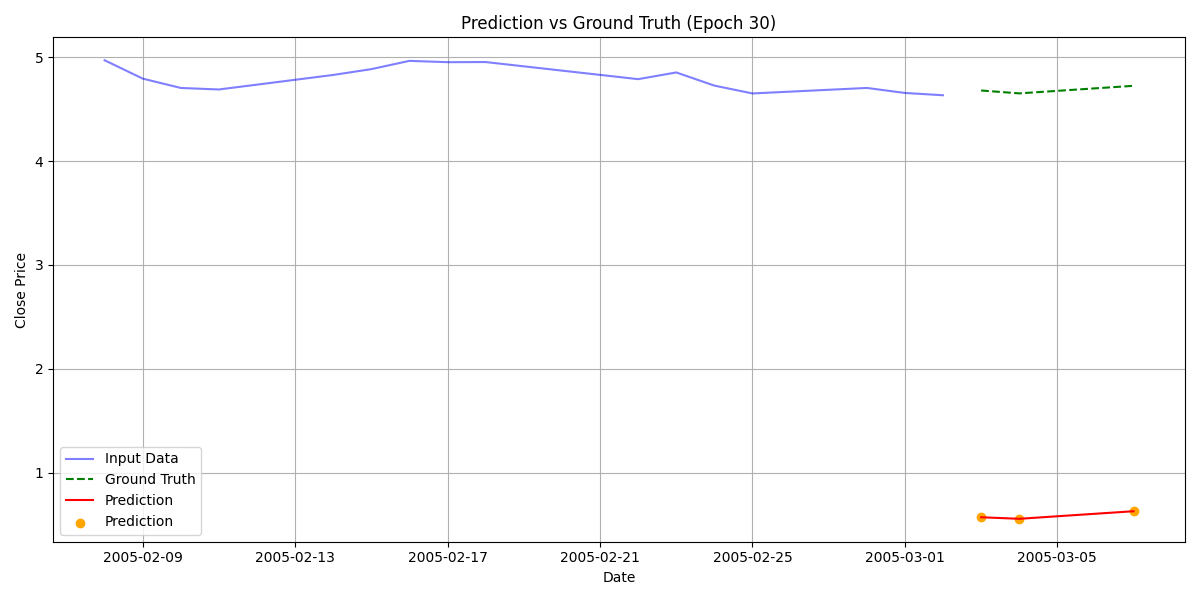 Prediction vs Ground Truth (Epoch 30)
Close Price
5
4
3
2
1
Input Data
Ground Truth
Prediction
Prediction
2005-02-09 2005-02-13 2005-02-17 2005-02-21 2005-02-25 2005-03-01 2005-03-05
Date